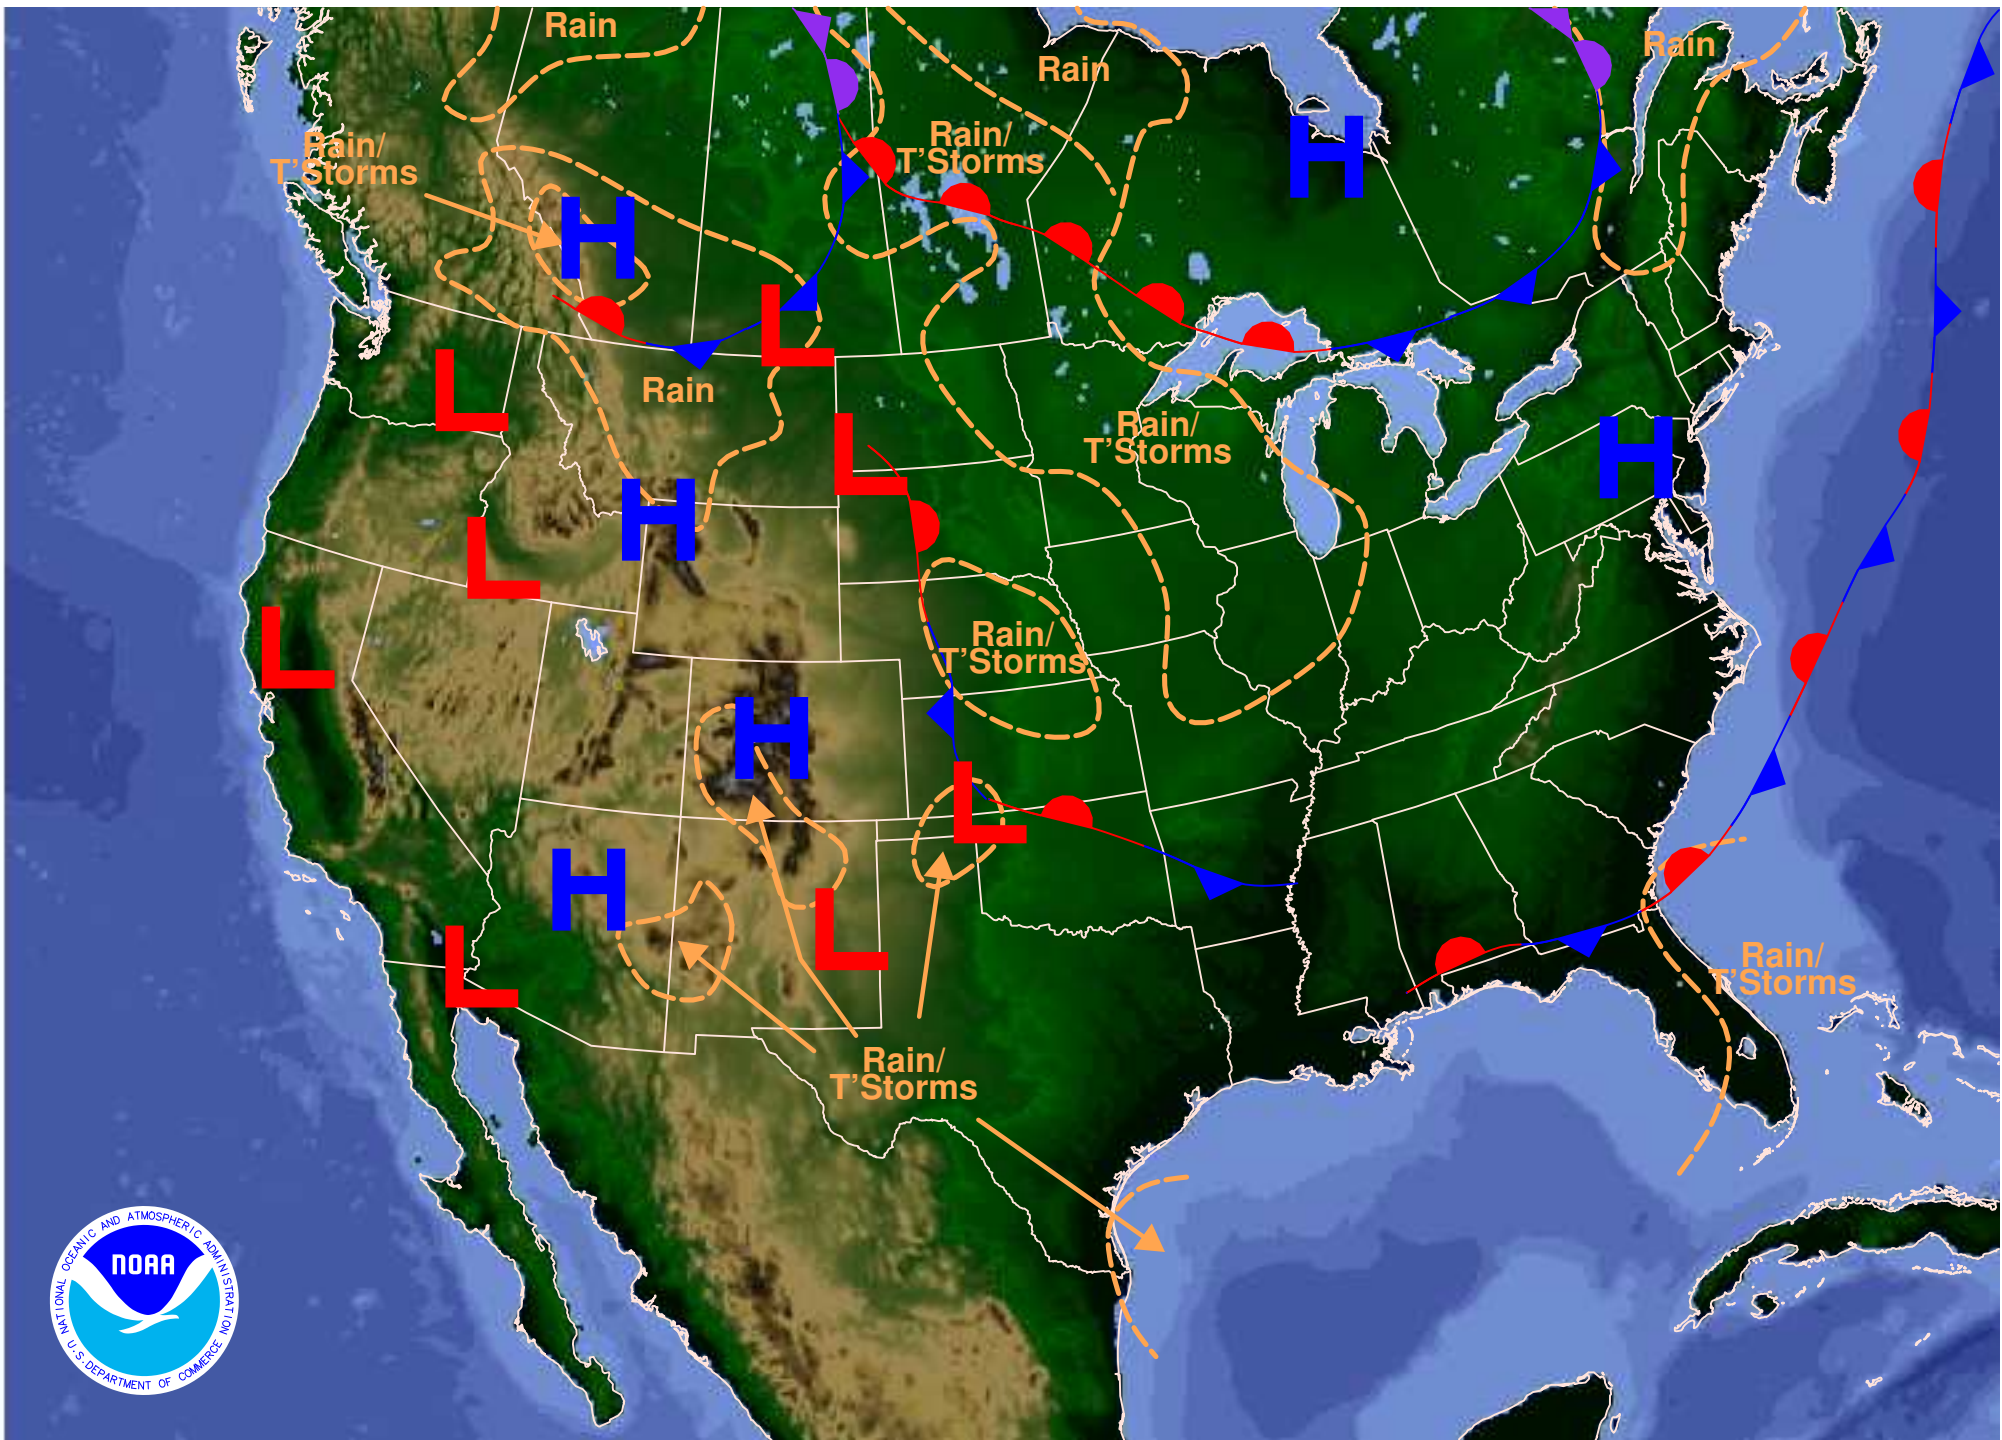 Rain
Rain
Rain
Rain/
T'Storms
Rain/
T'Storms
H
H
L
L
Rain
L
Rain/
T'Storms
H
H
L
L
L
Rain/
T'Storms
H
L
H
L
L
Rain/
T'Storms
Rain/
T'Storms
NATIONAL OCEANIC AND ATMOSPHERIC ADMINISTRATION
NOAA
U.S. DEPARTMENT OF COMMERCE